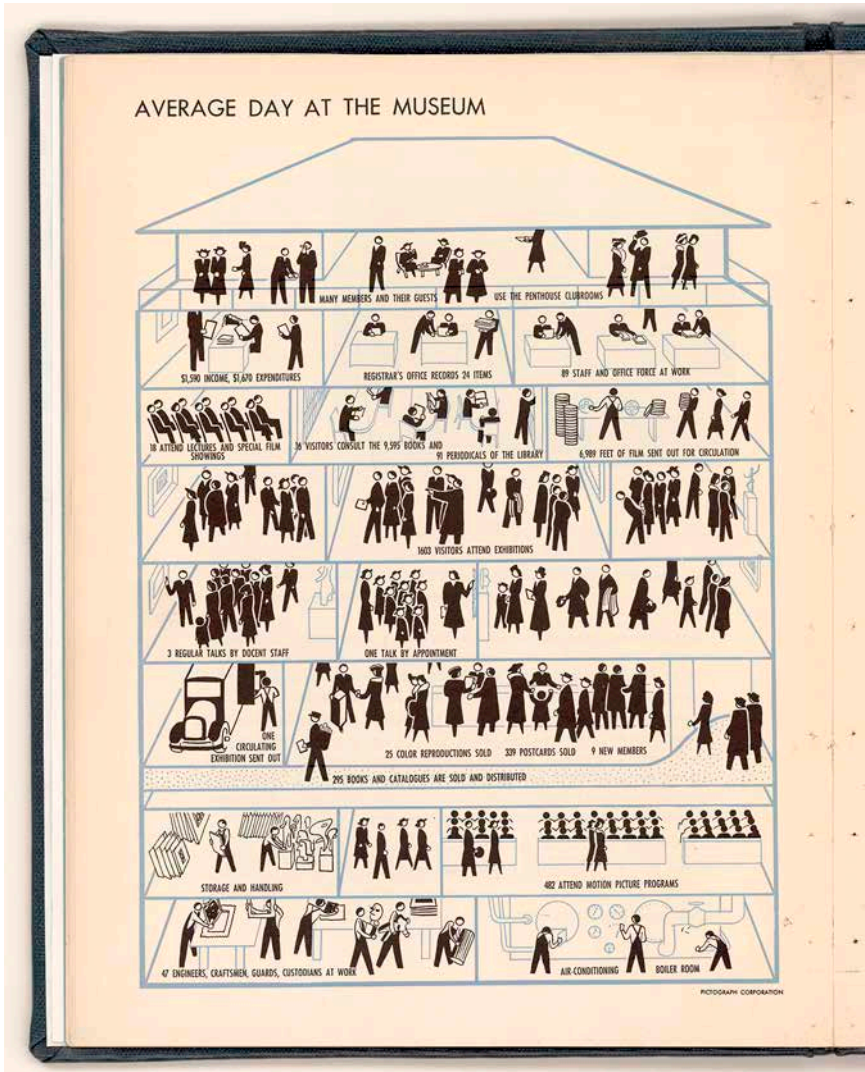 AVERAGE DAY AT THE MUSEUM
MANY MEMBERS AND THEIR GUESTS USE THE PENTHOUSE CLUBROOMS
$1,590 INCOME, $1,670 EXPENDITURES
REGISTRAR'S OFFICE RECORDS 24 ITEMS
89 STAFF AND OFFICE FORCE AT WORK
18 ATTEND LECTURES AND SPECIAL FILM
SHOWINGS
16 VISITORS CONSULT THE 9,595 BOOKS AND
91 PERIODICALS OF THE LIBRARY
6,989 FEET OF FILM SENT OUT FOR CIRCULATION
1603 VISITORS ATTEND EXHIBITIONS
3 REGULAR TALKS BY DOCENT STAFF
ONE TALK BY APPOINTMENT
ONE
CIRCULATING
EXHIBITION SENT OUT
25 COLOR REPRODUCTIONS SOLD
339 POSTCARDS SOLD
9 NEW MEMBERS
295 BOOKS AND CATALOGUES ARE SOLD AND DISTRIBUTED
STORAGE AND HANDLING
482 ATTEND MOTION PICTURE PROGRAMS
47 ENGINEERS, CRAFTSMEN, GUARDS, CUSTODIANS AT WORK
AIR-CONDITIONING
BOILER ROOM
PICTOGRAPH CORPORATION